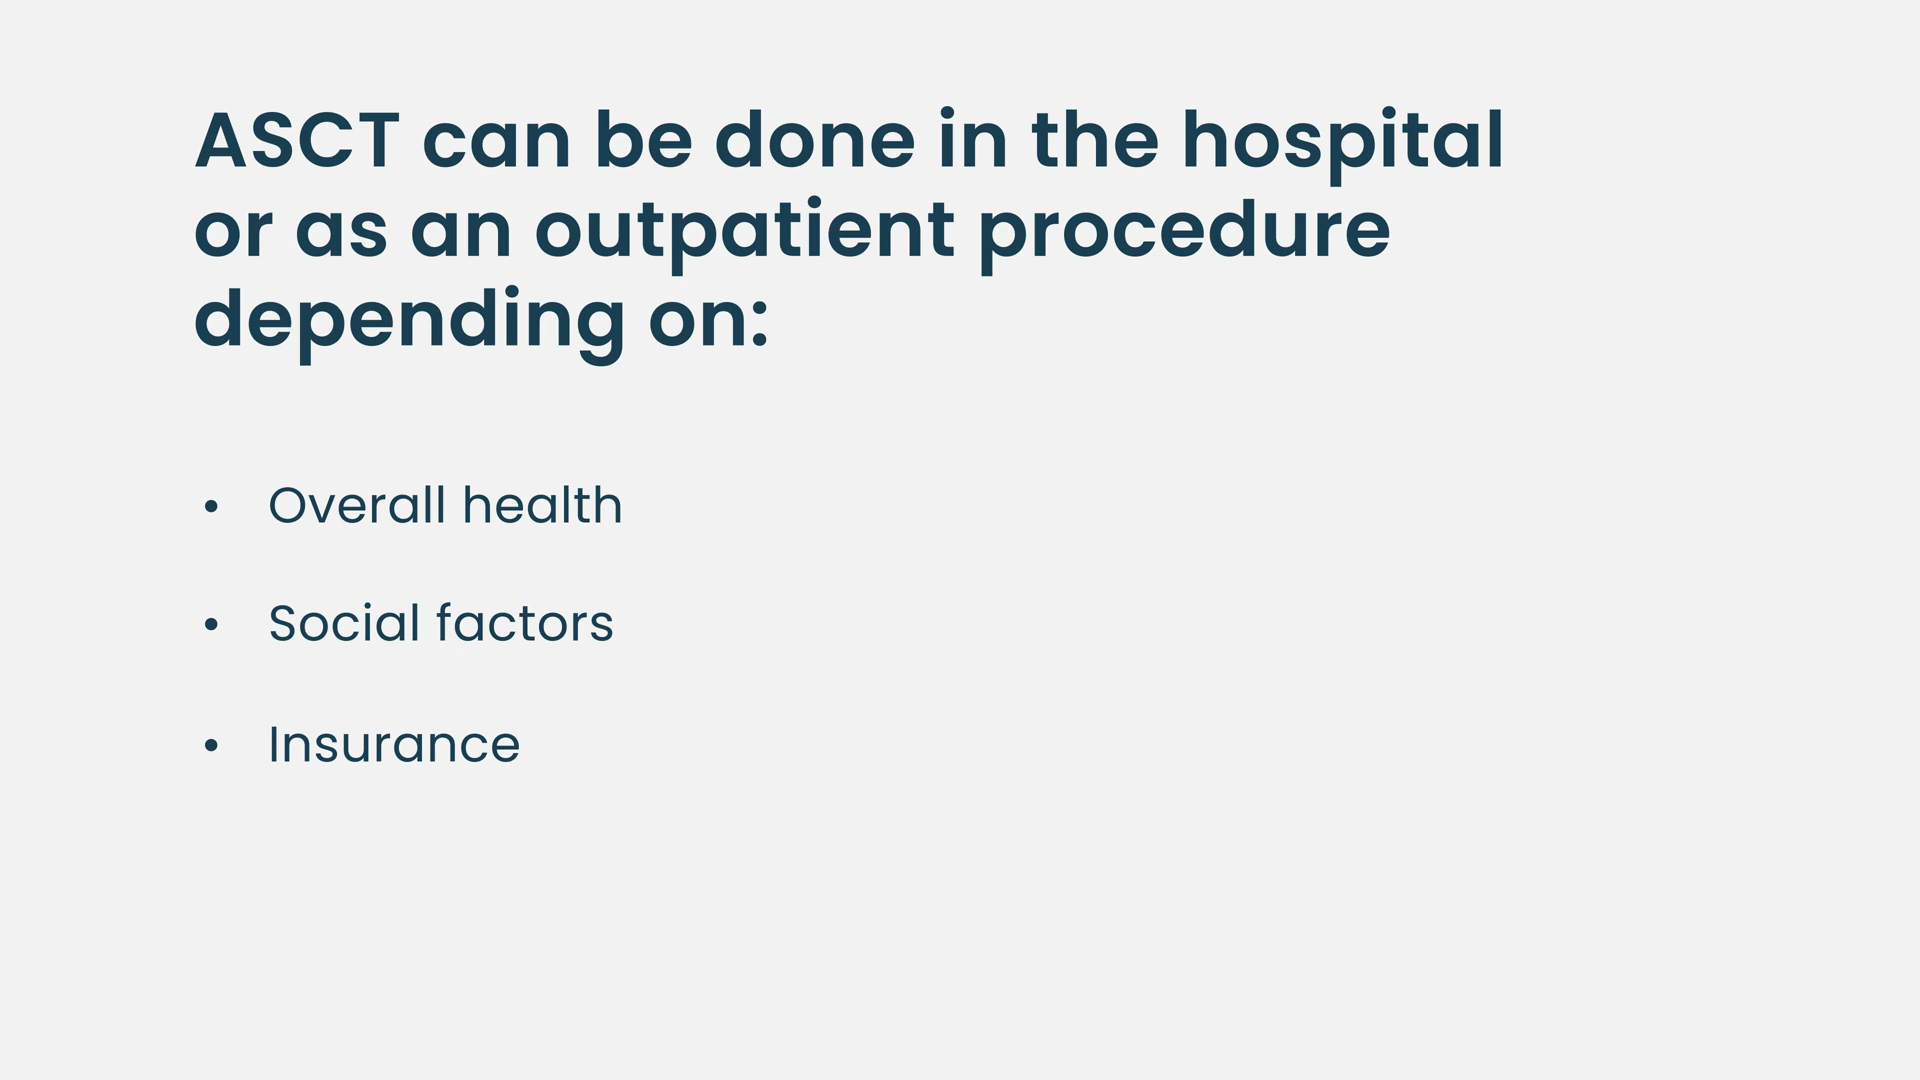 ASCT can be done in the hospital
or as an outpatient procedure
depending on:
• Overall health
• Social factors
• Insurance